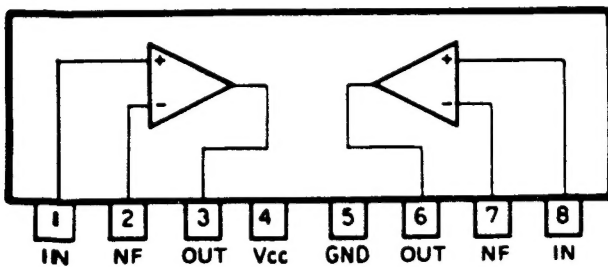 + +
- -
1 2 3 4 5 6 7 8
IN NF OUT Vcc GND OUT NF IN